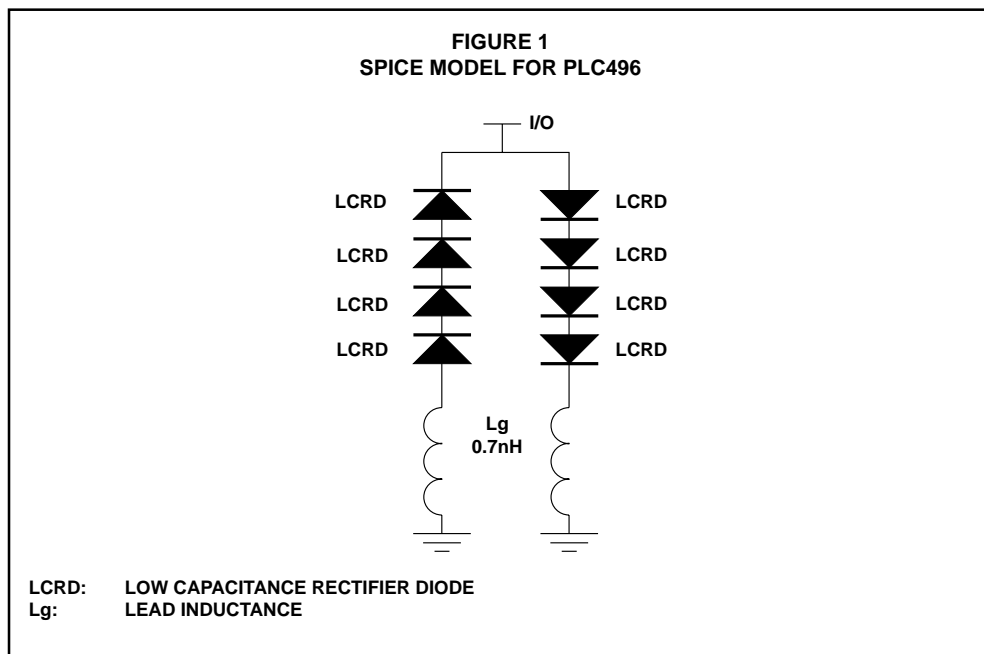 FIGURE 1
SPICE MODEL FOR PLC496
I/O
LCRD LCRD
LCRD LCRD
LCRD LCRD
LCRD LCRD
Lg
0.7nH
LCRD: LOW CAPACITANCE RECTIFIER DIODE
Lg: LEAD INDUCTANCE